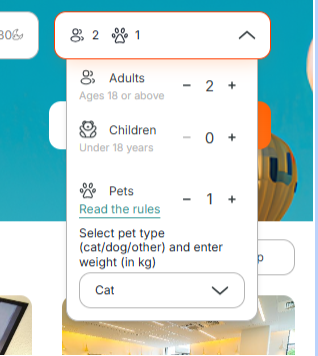 2 1
Adults
Ages 18 or above
− 2 +
Children
Under 18 years
− 0 +
Pets
Read the rules
− 1 +
Select pet type
(cat/dog/other) and enter
weight (in kg)
Cat